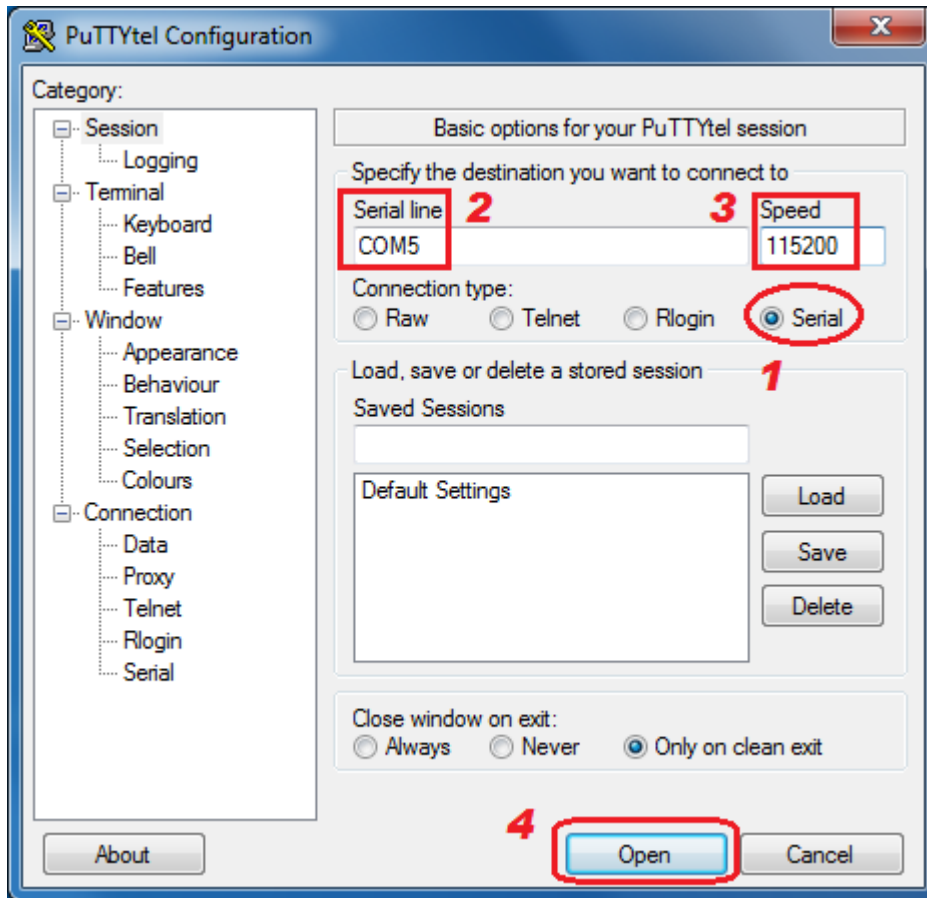 PuTTYtel Configuration
Category:
Session
Logging
Terminal
Keyboard
Bell
Features
Window
Appearance
Behaviour
Translation
Selection
Colours
Connection
Data
Proxy
Telnet
Rlogin
Serial
Basic options for your PuTTYtel session
Specify the destination you want to connect to
Serial line 2 3 Speed
COM5 115200
Connection type:
Raw Telnet Rlogin Serial
1
Load, save or delete a stored session
Saved Sessions
Default Settings
Load
Save
Delete
Close window on exit:
Always Never Only on clean exit
4
About Open Cancel